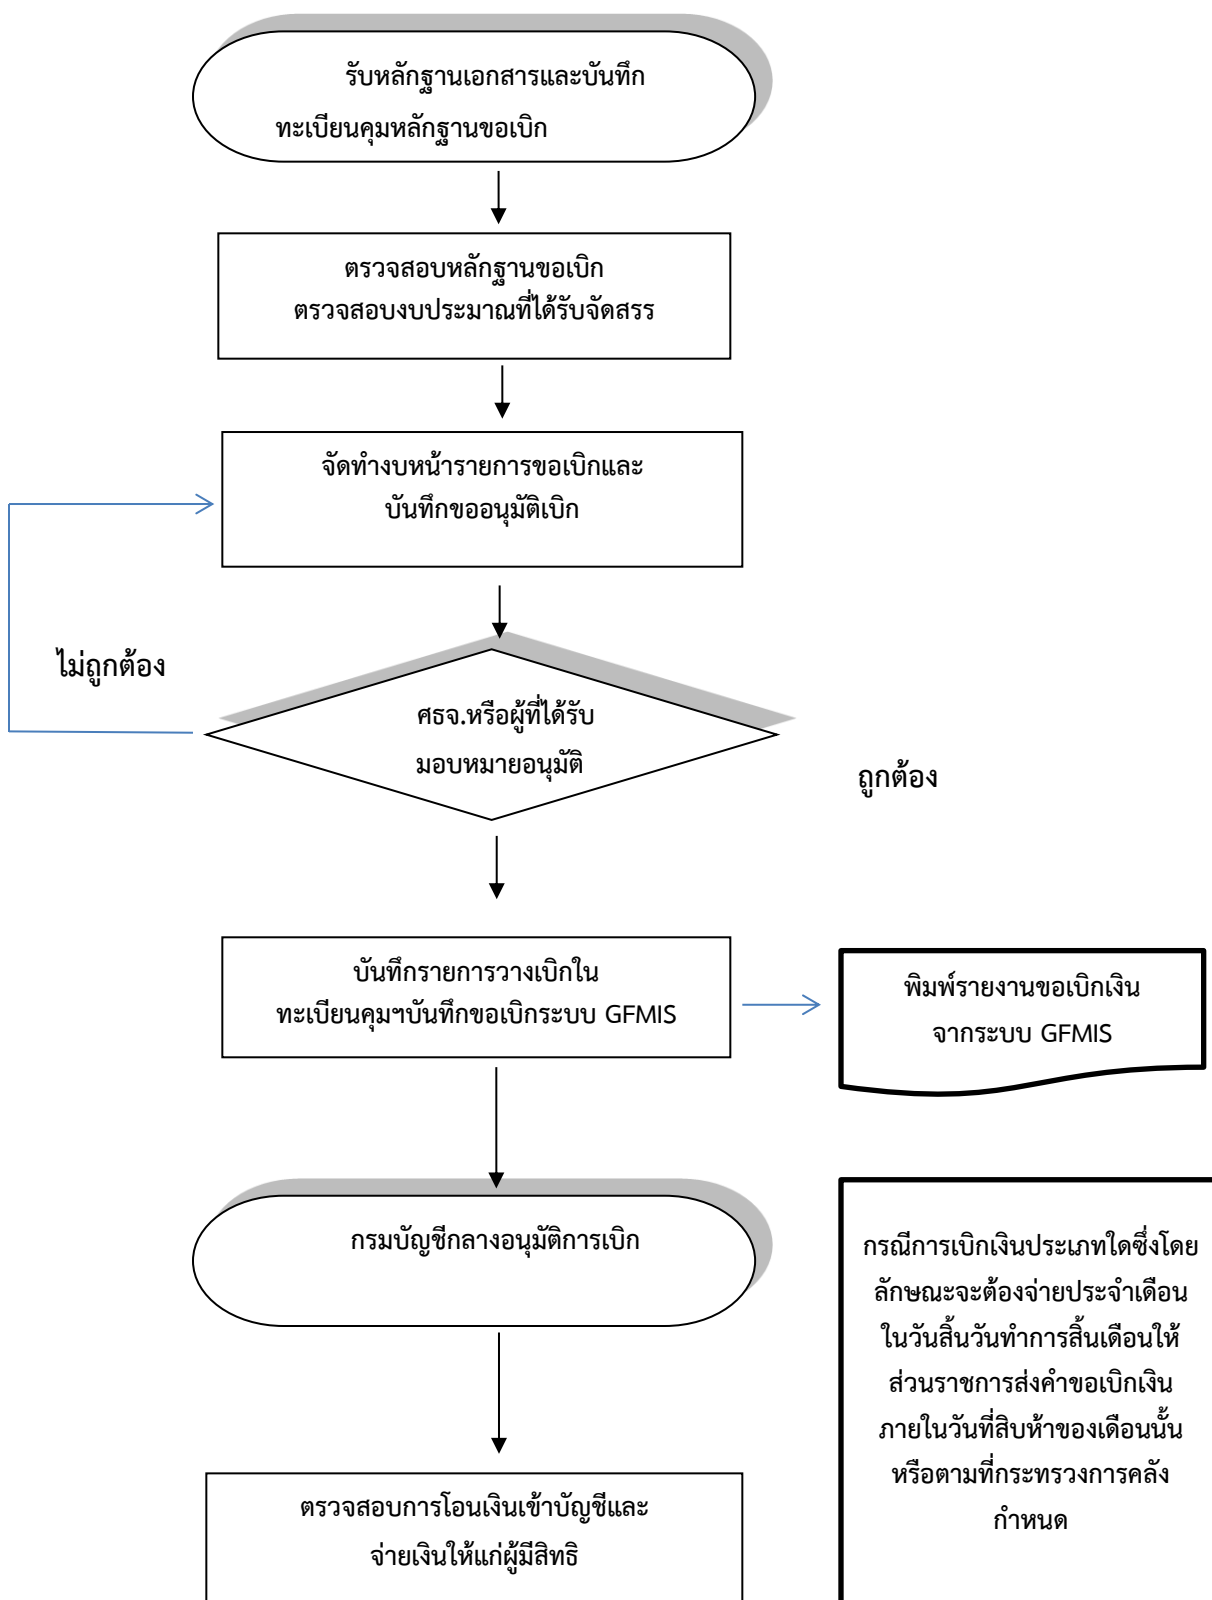 รับหลักฐานเอกสารและบันทึก
ทะเบียนคุมหลักฐานขอเบิก
ตรวจสอบหลักฐานขอเบิก
ตรวจสอบงบประมาณที่ได้รับจัดสรร
จัดทำงบหน้ารายการขอเบิกและ
บันทึกขออนุมัติเบิก
ไม่ถูกต้อง
ศธจ.หรือผู้ที่ได้รับ
มอบหมายอนุมัติ
ถูกต้อง
บันทึกรายการวางเบิกใน
ทะเบียนคุมฯบันทึกขอเบิกระบบ GFMIS
พิมพ์รายงานขอเบิกเงิน
จากระบบ GFMIS
กรมบัญชีกลางอนุมัติการเบิก
กรณีการเบิกเงินประเภทใดซึ่งโดย
ลักษณะจะต้องจ่ายประจำเดือน
ในวันสิ้นวันทำการสิ้นเดือนให้
ส่วนราชการส่งคำขอเบิกเงิน
ภายในวันที่สิบห้าของเดือนนั้น
หรือตามที่กระทรวงการคลัง
กำหนด
ตรวจสอบการโอนเงินเข้าบัญชีและ
จ่ายเงินให้แก่ผู้มีสิทธิ